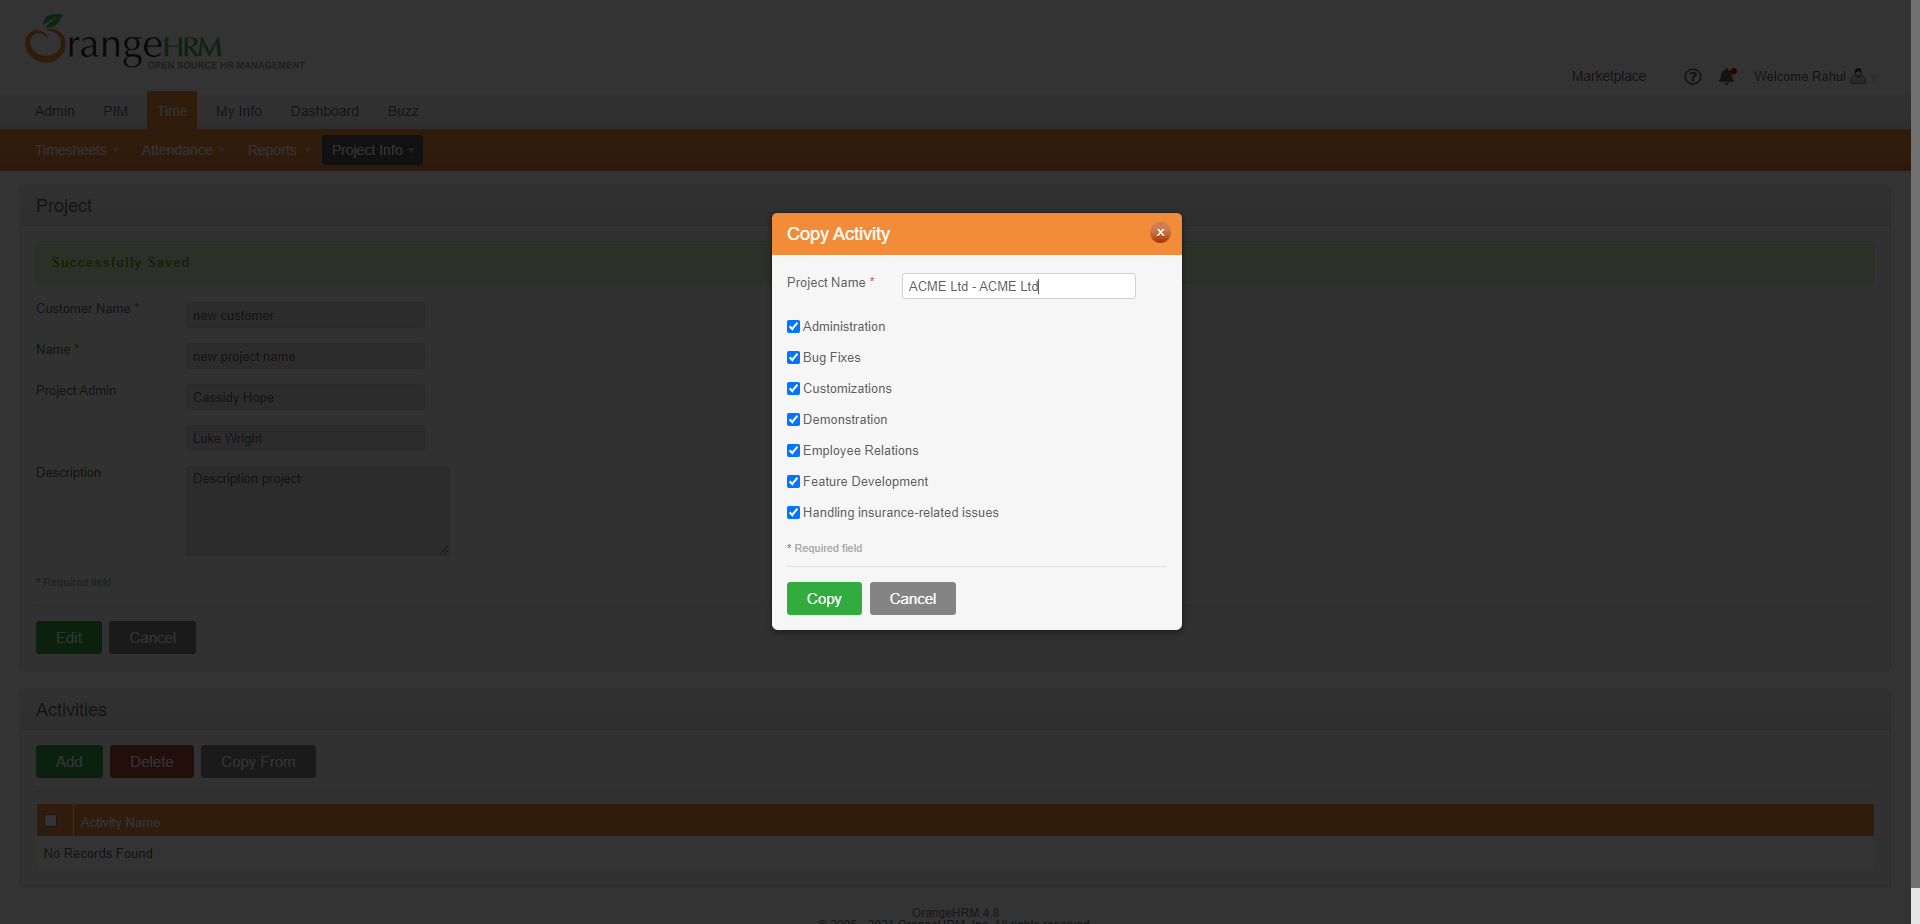 OrangeHRM
OPEN SOURCE HR MANAGEMENT
Marketplace
?
Welcome Rahul
Admin
PIM
Time
My Info
Dashboard
Buzz
Timesheets
Attendance
Reports
Project Info
Project
Successfully Saved
Customer Name *
new customer
Name *
new project name
Project Admin
Cassidy Hope
Luke Wright
Description
Description project
* Required field
Edit
Cancel
Copy Activity
x
Project Name *
ACME Ltd - ACME Ltd
Administration
Bug Fixes
Customizations
Demonstration
Employee Relations
Feature Development
Handling insurance-related issues
* Required field
Copy
Cancel
Activities
Add
Delete
Copy From
Activity Name
No Records Found
OrangeHRM 4.8
© 2005 - 2021 OrangeHRM, Inc. All rights reserved.